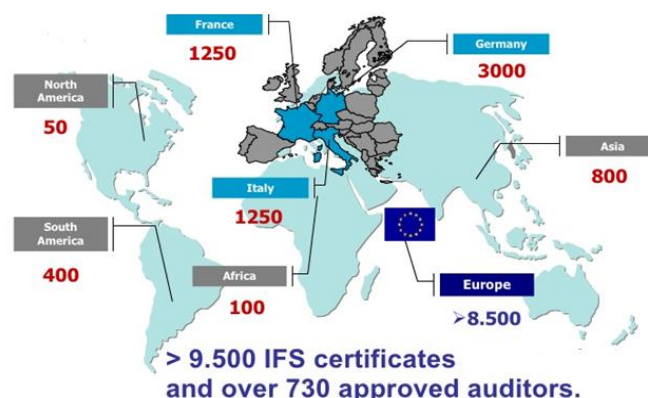 France
1250
Germany
3000
North
America
50
Asia
800
Italy
1250
South
America
400
Africa
100
Europe
➢8.500
> 9.500 IFS certificates
and over 730 approved auditors.